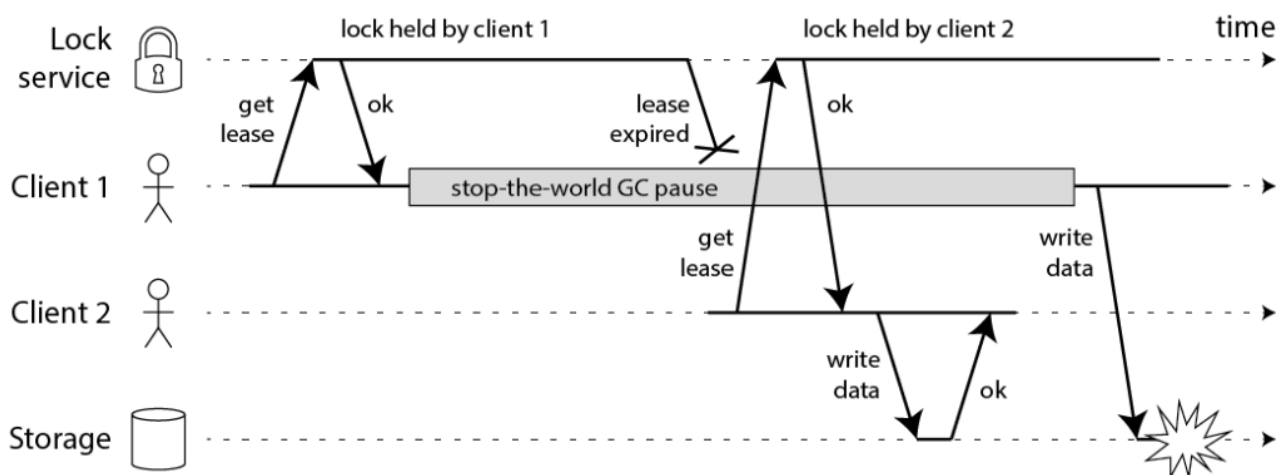 lock held by client 1
lock held by client 2
time
Lock
service
get
lease
ok
lease
expired
ok
Client 1
stop-the-world GC pause
get
lease
write
data
Client 2
write
data
ok
Storage